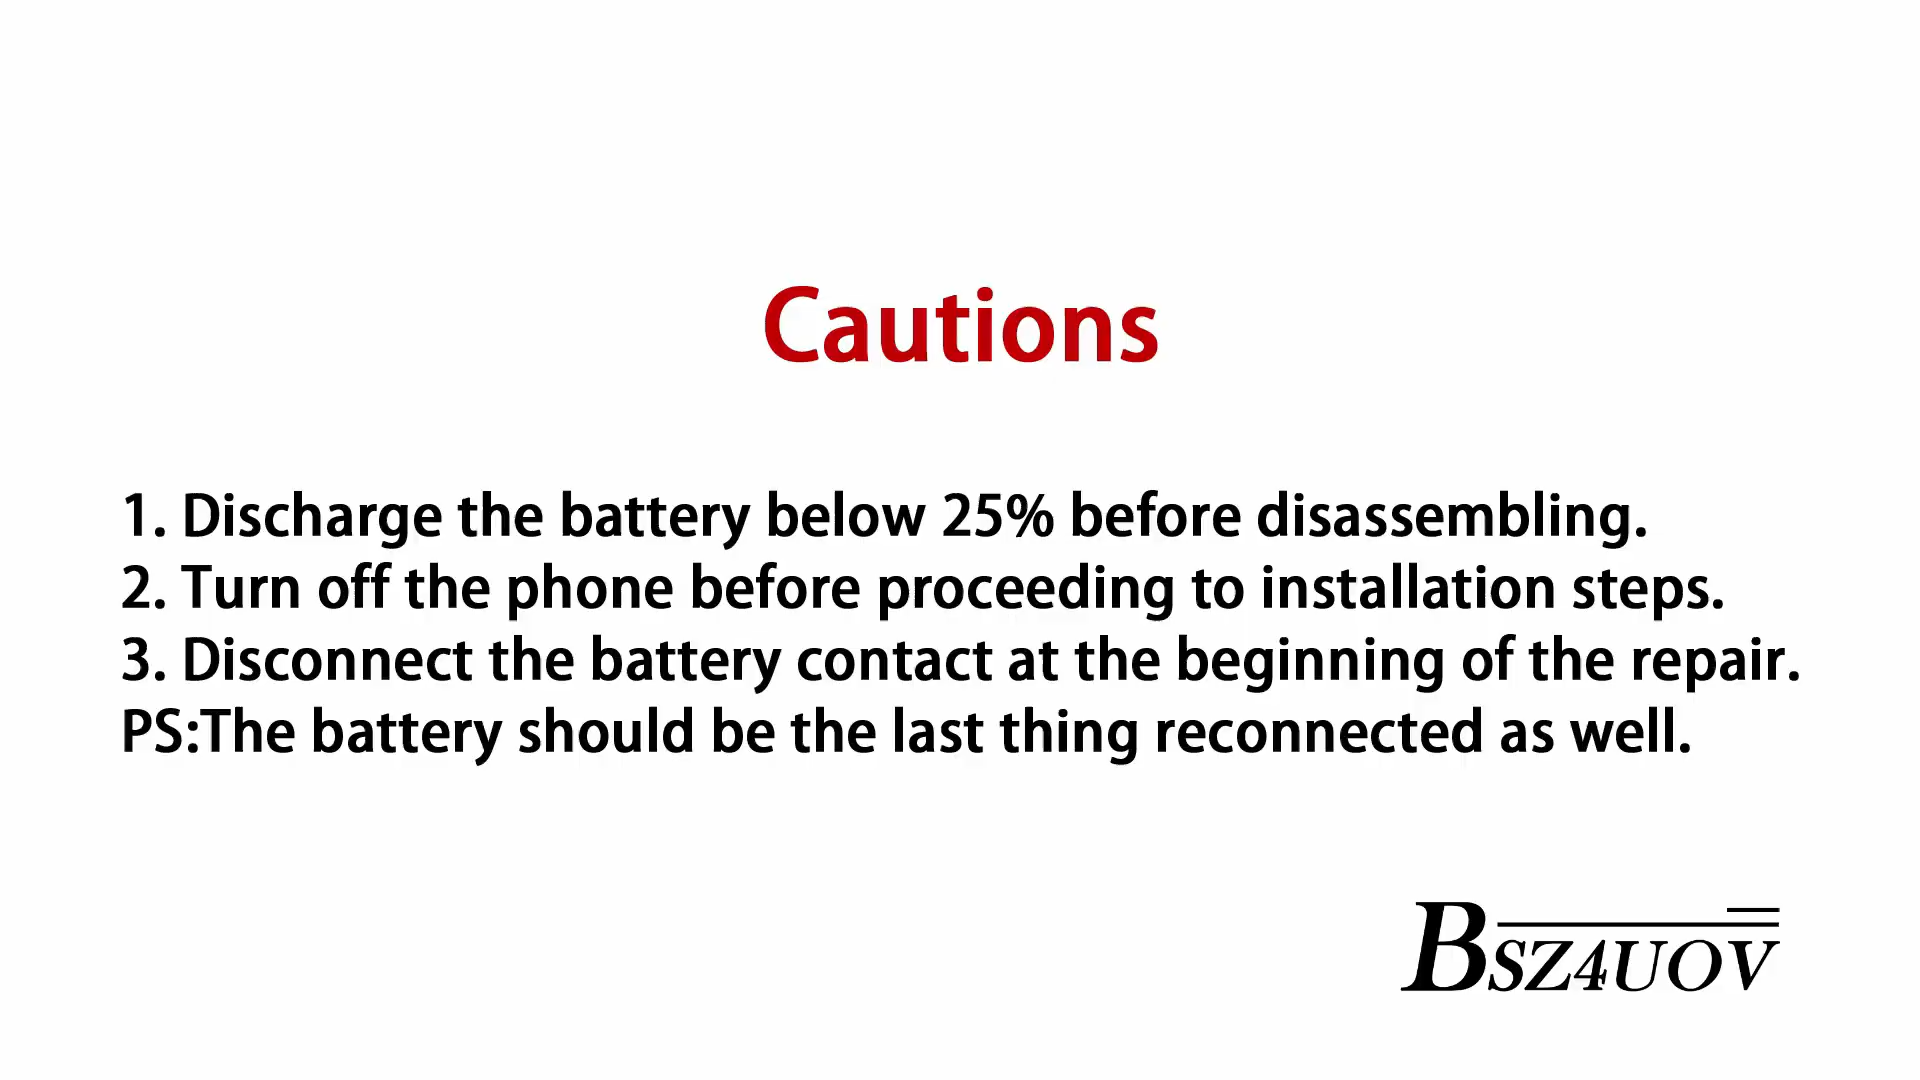 Cautions
1. Discharge the battery below 25% before disassembling.
2. Turn off the phone before proceeding to installation steps.
3. Disconnect the battery contact at the beginning of the repair.
PS:The battery should be the last thing reconnected as well.
BSZ4UOV